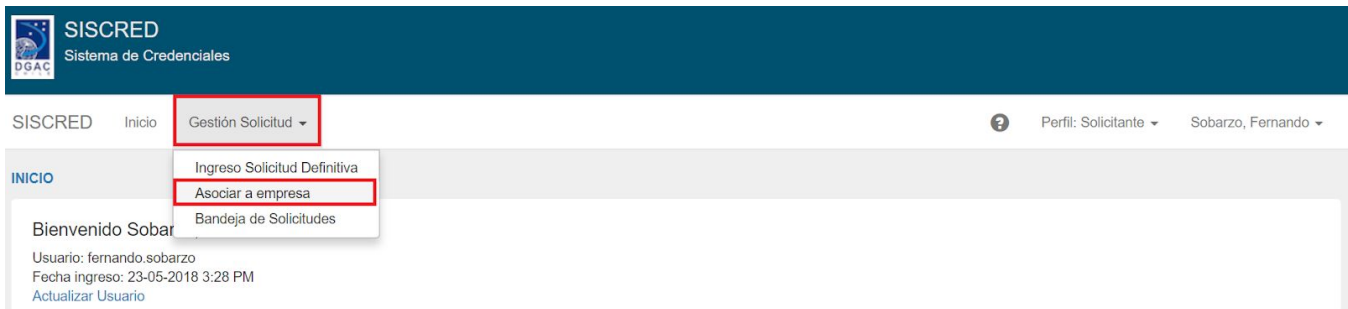 SISCRED
Sistema de Credenciales
DGAC
CHILE
SISCRED Inicio Gestión Solicitud Perfil: Solicitante Sobarzo, Fernando
Ingreso Solicitud Definitiva
INICIO
Asociar a empresa
Bandeja de Solicitudes
Bienvenido Sobar
Usuario: fernando.sobarzo
Fecha ingreso: 23-05-2018 3:28 PM
Actualizar Usuario